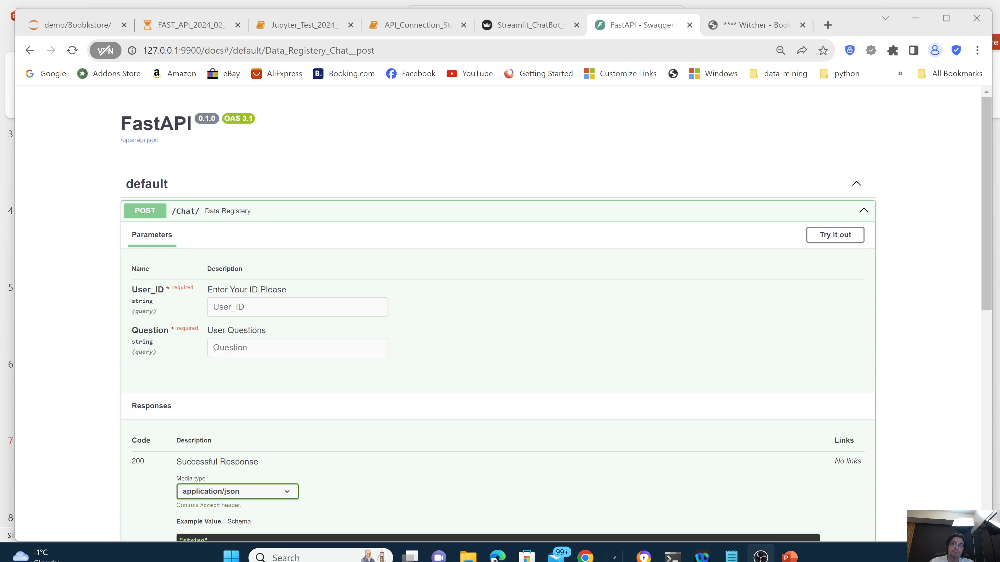 demo/Boobkstore/
FAST_API_2024_02_
Jupyter_Test_2024_
API_Connection_Sto
Streamlit_ChatBot_
FastAPI - Swagger U
**** Witcher - Book
VPN
127.0.0.1:9900/docs#/default/Data_Registery_Chat__post
Google
Addons Store
Amazon
eBay
AliExpress
Booking.com
Facebook
YouTube
Getting Started
Customize Links
Windows
data_mining
python
»
All Bookmarks
FastAPI 0.1.0 OAS 3.1
/openapi.json
3
default
4
POST /Chat/ Data Registery
Parameters
Try it out
Name Description
5
User_ID * required Enter Your ID Please
string
User_ID
(query)
Question * required User Questions
string
Question
(query)
6
Responses
7
Code Description Links
200 Successful Response No links
Media type
application/json
Controls Accept header.
8
Example Value | Schema
Sli
"string"
-1°C
Cloudy
Search
99+
re